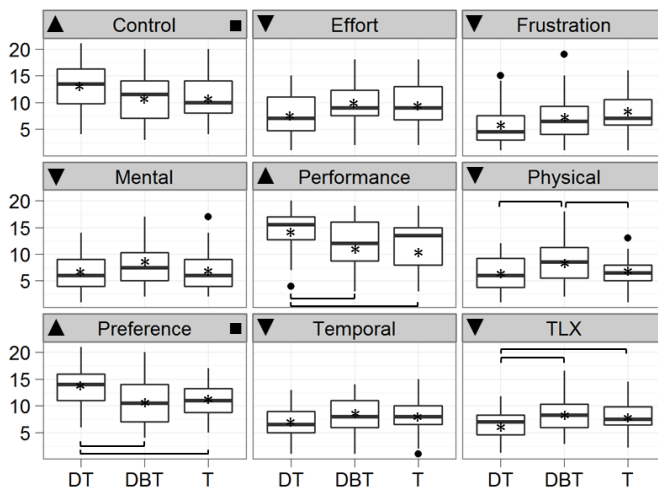 Control Effort Frustration
20
15
10
5
Mental Performance Physical
15
10
5
Preference Temporal TLX
20
15
10
5
DT DBT T DT DBT T DT DBT T